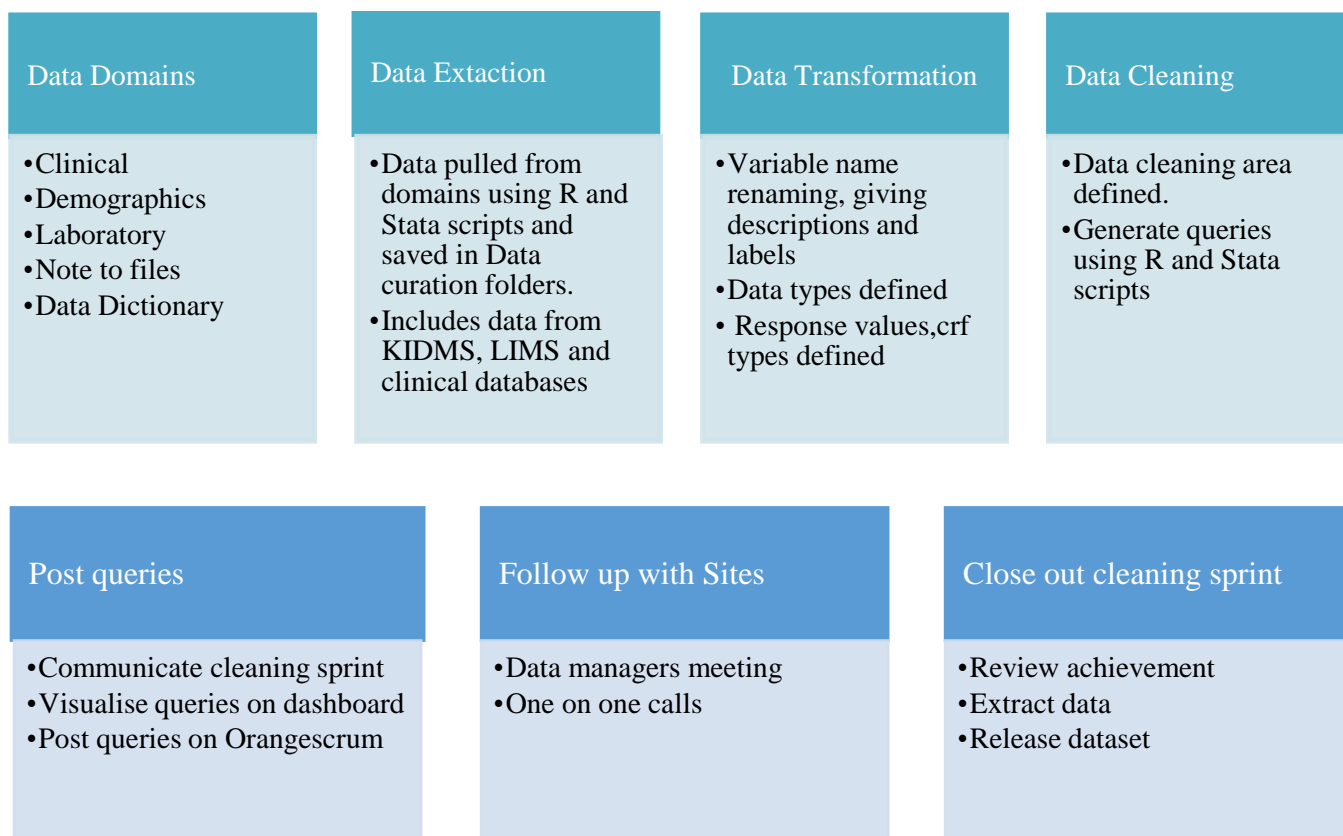 Data Domains
•Clinical
•Demographics
•Laboratory
•Note to files
•Data Dictionary
Data Extaction
•Data pulled from
domains using R and
Stata scripts and
saved in Data
curation folders.
•Includes data from
KIDMS, LIMS and
clinical databases
Data Transformation
•Variable name
renaming, giving
descriptions and
labels
•Data types defined
• Response values,crf
types defined
Data Cleaning
•Data cleaning area
defined.
•Generate queries
using R and Stata
scripts
Post queries
•Communicate cleaning sprint
•Visualise queries on dashboard
•Post queries on Orangescrum
Follow up with Sites
•Data managers meeting
•One on one calls
Close out cleaning sprint
•Review achievement
•Extract data
•Release dataset